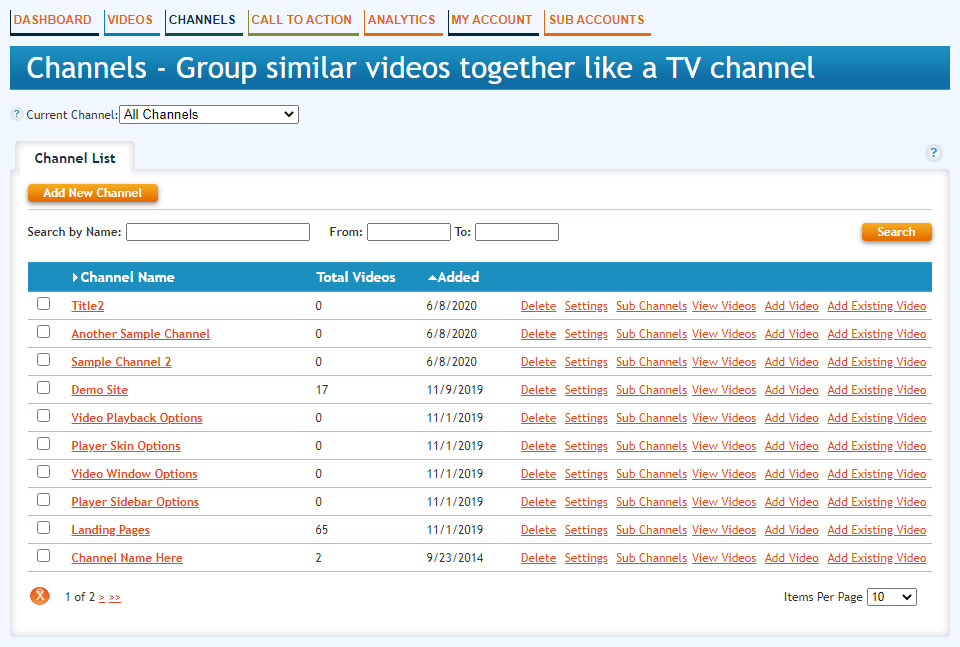 DASHBOARD VIDEOS CHANNELS CALL TO ACTION ANALYTICS MY ACCOUNT SUB ACCOUNTS
Channels - Group similar videos together like a TV channel
? Current Channel: All Channels
Channel List ?
Add New Channel
Search by Name: From: To: Search
Channel Name Total Videos Added
Title2 0 6/8/2020 Delete Settings Sub Channels View Videos Add Video Add Existing Video
Another Sample Channel 0 6/8/2020 Delete Settings Sub Channels View Videos Add Video Add Existing Video
Sample Channel 2 0 6/8/2020 Delete Settings Sub Channels View Videos Add Video Add Existing Video
Demo Site 17 11/9/2019 Delete Settings Sub Channels View Videos Add Video Add Existing Video
Video Playback Options 0 11/1/2019 Delete Settings Sub Channels View Videos Add Video Add Existing Video
Player Skin Options 0 11/1/2019 Delete Settings Sub Channels View Videos Add Video Add Existing Video
Video Window Options 0 11/1/2019 Delete Settings Sub Channels View Videos Add Video Add Existing Video
Player Sidebar Options 0 11/1/2019 Delete Settings Sub Channels View Videos Add Video Add Existing Video
Landing Pages 65 11/1/2019 Delete Settings Sub Channels View Videos Add Video Add Existing Video
Channel Name Here 2 9/23/2014 Delete Settings Sub Channels View Videos Add Video Add Existing Video
X 1 of 2 > >> Items Per Page 10